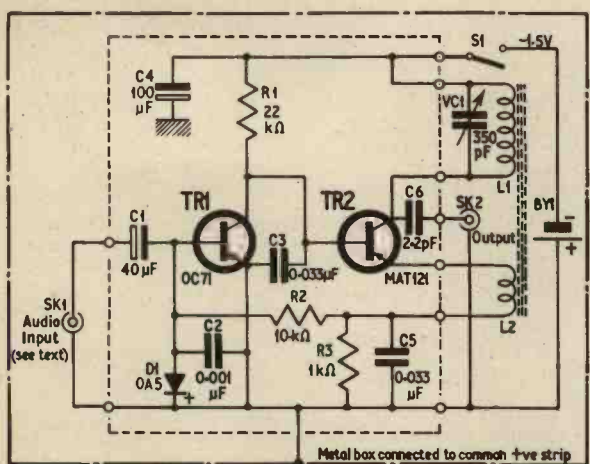 S1
-1.5V
C4
100
µF
R1
22
kΩ
VC1
350
pF
L1
TR1
TR2
C6
2·2pF
SK2
Output
BY1
-
+
C1
40µF
OC71
C3
0·033µF
MAT121
SK1
Audio
Input
(see text)
R2
10·kΩ
L2
C2
0·001
µF
D1
OA5
+
R3
1kΩ
C5
0·033
µF
Metal box connected to common +ve strip